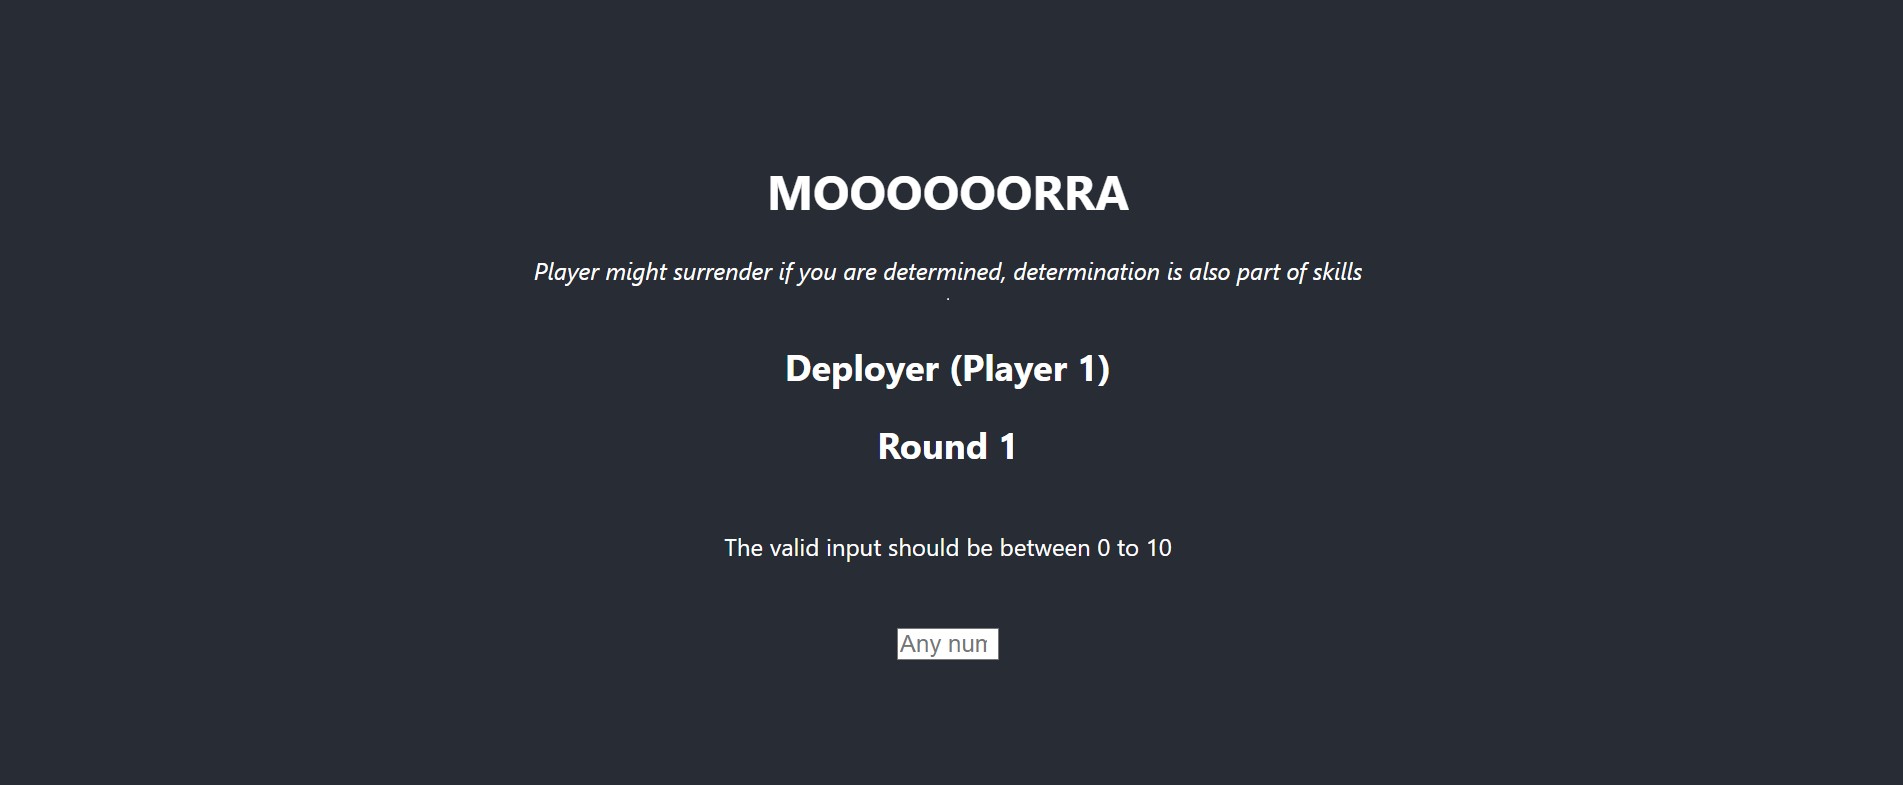 MOOOOOORRA
Player might surrender if you are determined, determination is also part of skills
Deployer (Player 1)
Round 1
The valid input should be between 0 to 10
Any num